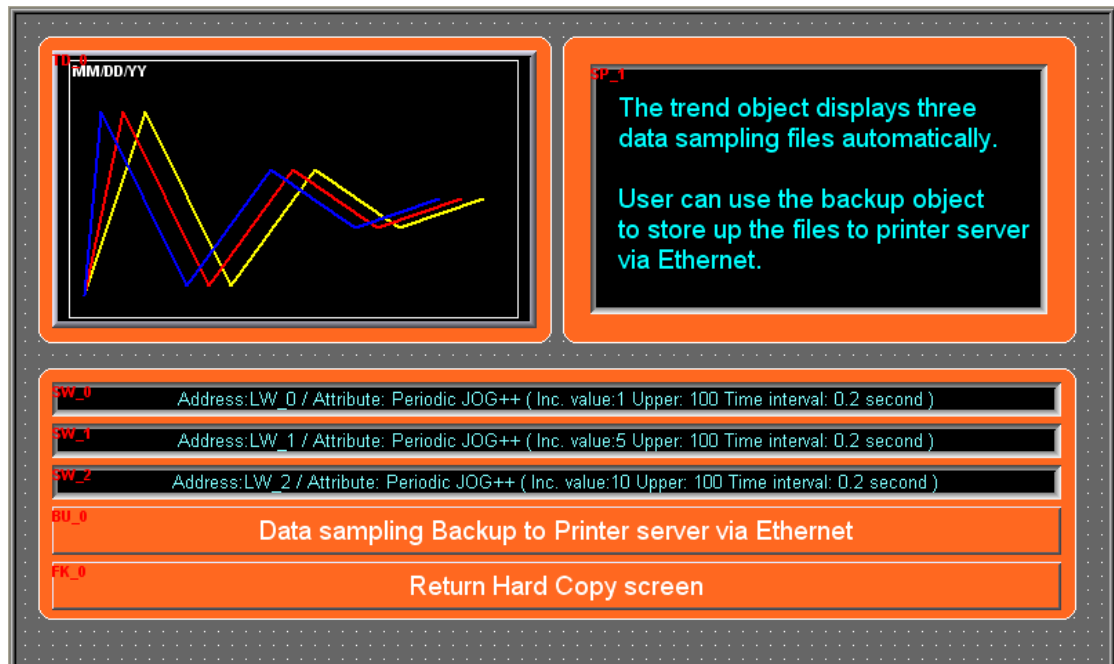 TD_0
MM/DD/YY
SP_1
The trend object displays three
data sampling files automatically.
User can use the backup object
to store up the files to printer server
via Ethernet.
SW_0
Address:LW_0 / Attribute: Periodic JOG++ ( Inc. value:1 Upper: 100 Time interval: 0.2 second )
SW_1
Address:LW_1 / Attribute: Periodic JOG++ ( Inc. value:5 Upper: 100 Time interval: 0.2 second )
SW_2
Address:LW_2 / Attribute: Periodic JOG++ ( Inc. value:10 Upper: 100 Time interval: 0.2 second )
BU_0
Data sampling Backup to Printer server via Ethernet
FK_0
Return Hard Copy screen